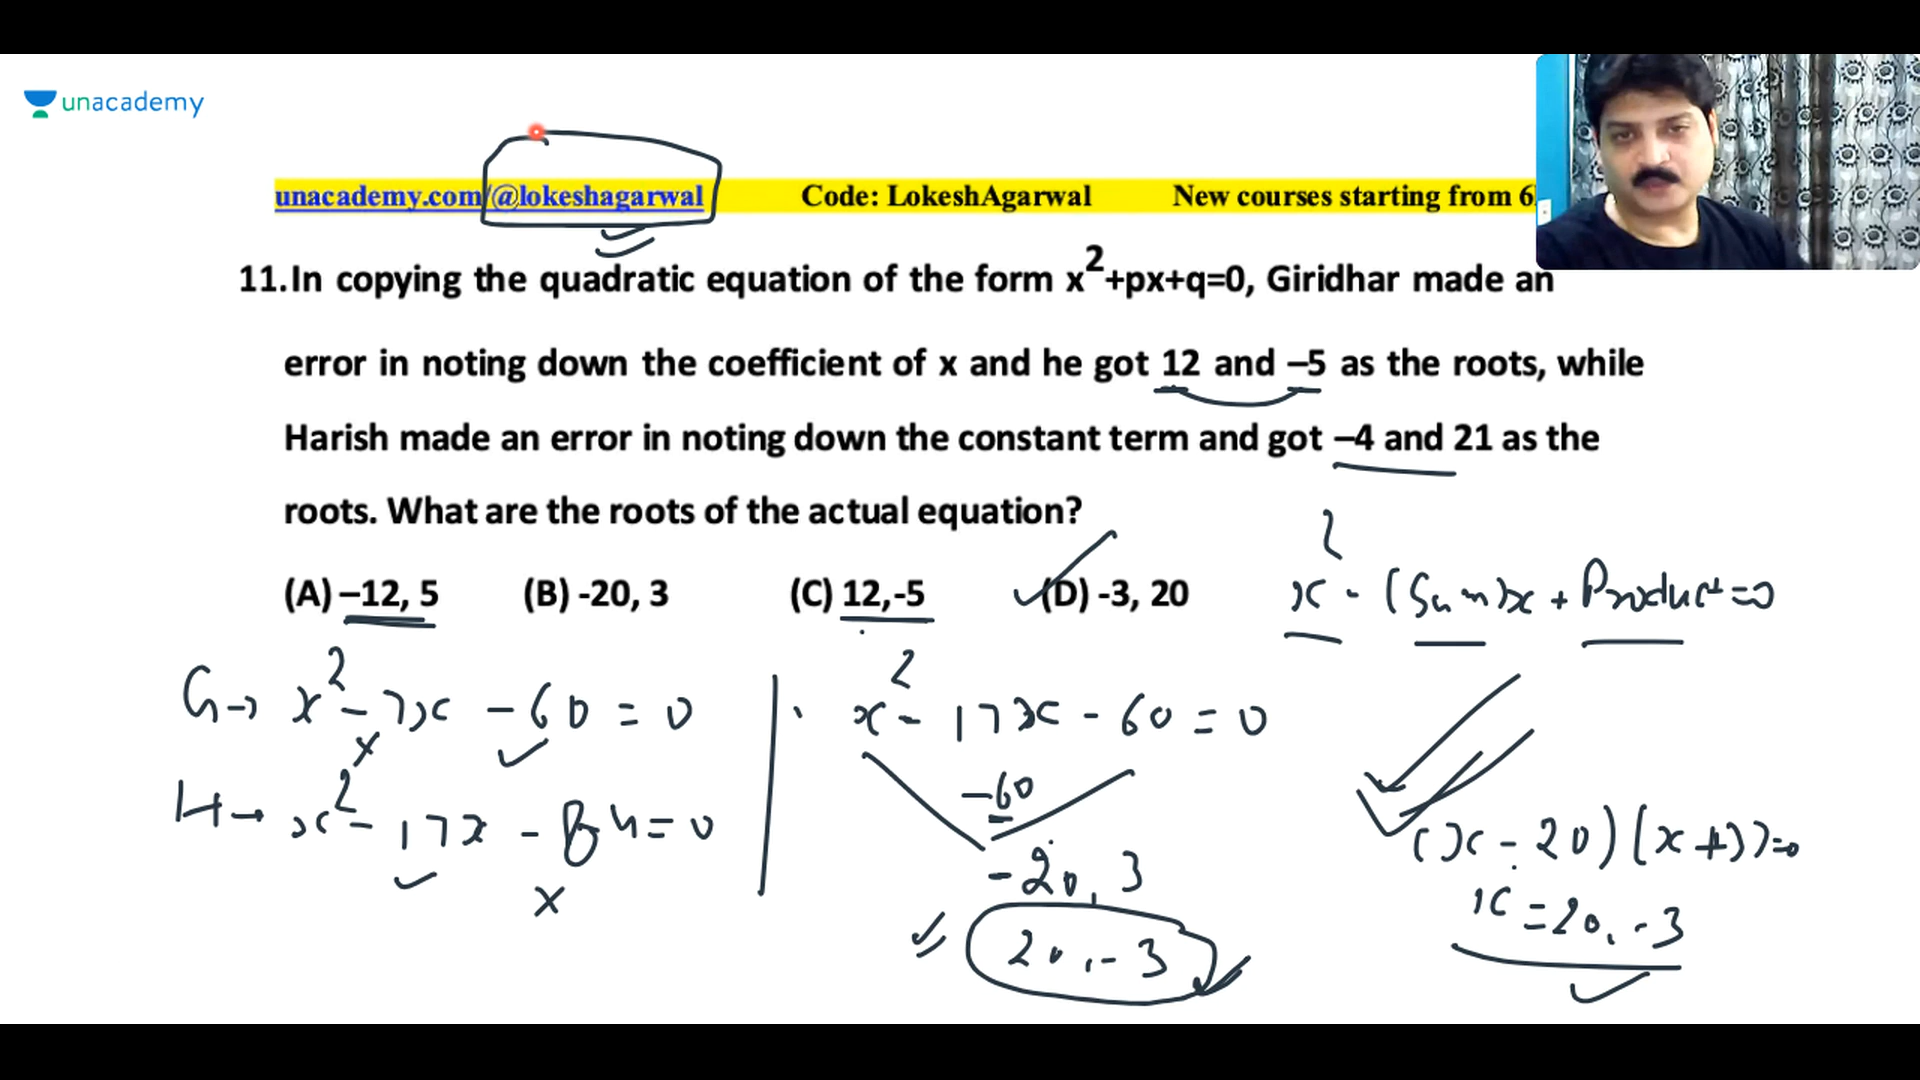 unacademy
unacademy.com/@lokeshagarwal Code: LokeshAgarwal New courses starting from 6
11. In copying the quadratic equation of the form x²+px+q=0, Giridhar made an
error in noting down the coefficient of x and he got 12 and –5 as the roots, while
Harish made an error in noting down the constant term and got –4 and 21 as the
roots. What are the roots of the actual equation?
(A) –12, 5 (B) -20, 3 (C) 12,-5 (D) -3, 20
x² - (Sum)x + Product = 0
G → x² - 7x - 60 = 0
x² - 17x - 60 = 0
H → x² - 17x - 84 = 0
-60
-20, 3
20, -3
(x - 20)(x + 3) = 0
x = 20, -3